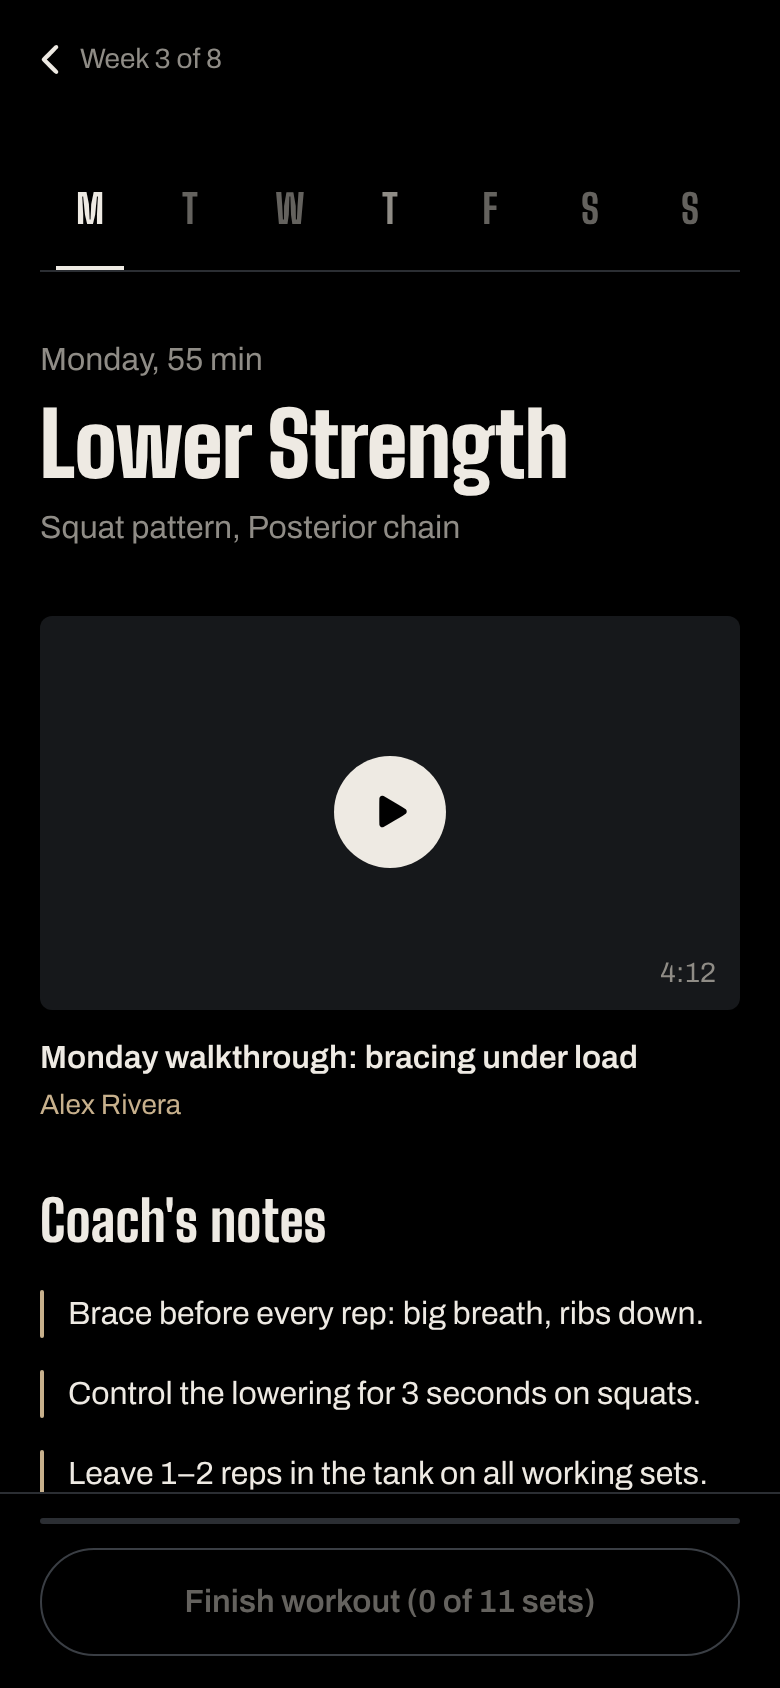 Week 3 of 8
M T W T F S S
Monday, 55 min
Lower Strength
Squat pattern, Posterior chain
4:12
Monday walkthrough: bracing under load
Alex Rivera
Coach's notes
Brace before every rep: big breath, ribs down.
Control the lowering for 3 seconds on squats.
Leave 1–2 reps in the tank on all working sets.
Finish workout (0 of 11 sets)